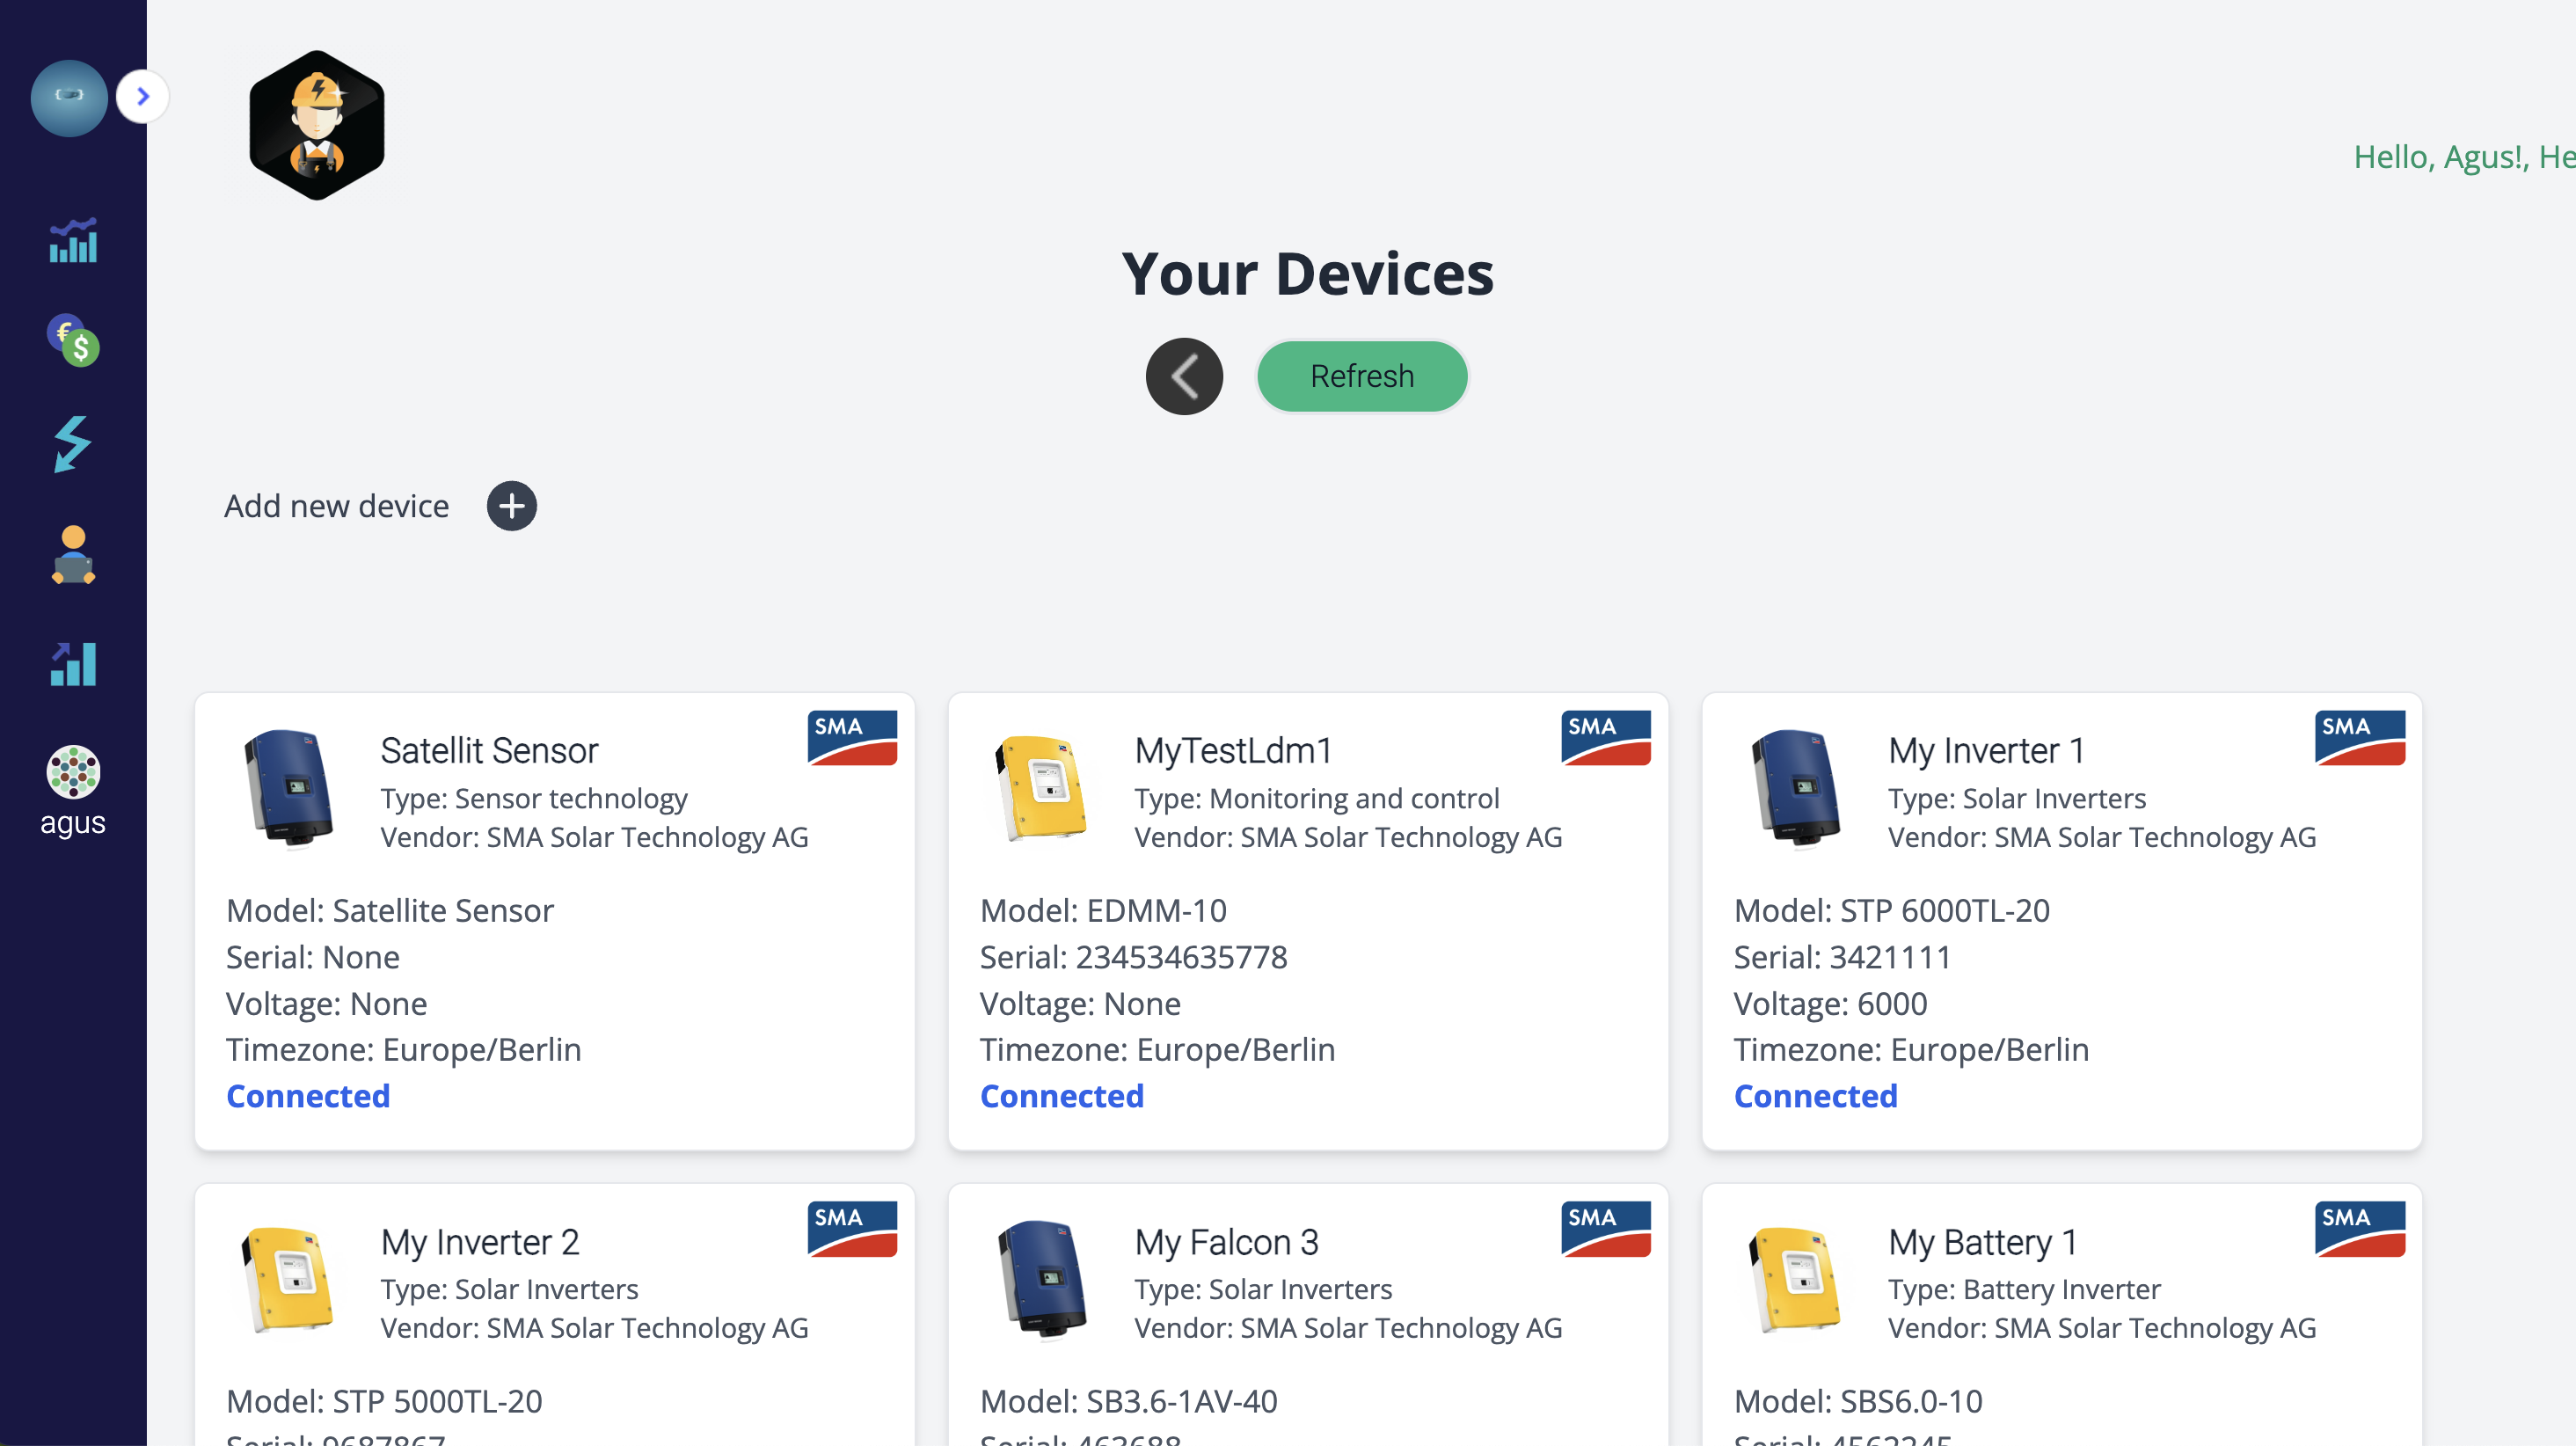 Hello, Agus!, He
Your Devices
Refresh
Add new device
agus
Satellit Sensor
SMA
Type: Sensor technology
Vendor: SMA Solar Technology AG
Model: Satellite Sensor
Serial: None
Voltage: None
Timezone: Europe/Berlin
Connected
MyTestLdm1
SMA
Type: Monitoring and control
Vendor: SMA Solar Technology AG
Model: EDMM-10
Serial: 234534635778
Voltage: None
Timezone: Europe/Berlin
Connected
My Inverter 1
SMA
Type: Solar Inverters
Vendor: SMA Solar Technology AG
Model: STP 6000TL-20
Serial: 3421111
Voltage: 6000
Timezone: Europe/Berlin
Connected
My Inverter 2
SMA
Type: Solar Inverters
Vendor: SMA Solar Technology AG
Model: STP 5000TL-20
Serial: 9687867
My Falcon 3
SMA
Type: Solar Inverters
Vendor: SMA Solar Technology AG
Model: SB3.6-1AV-40
Serial: 463688
My Battery 1
SMA
Type: Battery Inverter
Vendor: SMA Solar Technology AG
Model: SBS6.0-10
Serial: 4562245